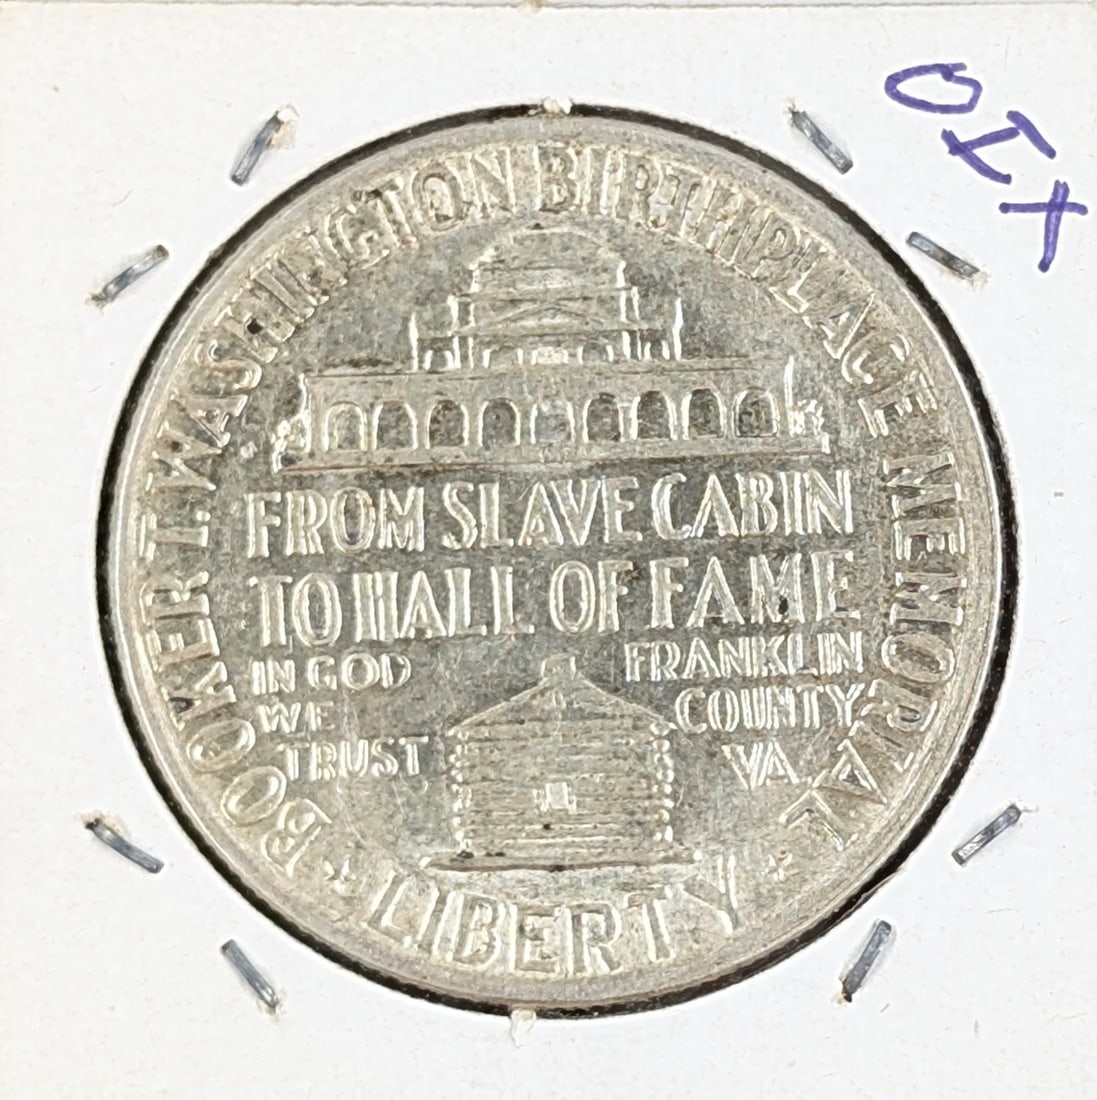 BOOKER T. WASHINGTON BIRTHPLACE MEMORIAL
FROM SLAVE CABIN
TO HALL OF FAME
IN GOD
WE
TRUST
FRANKLIN
COUNTY
VA.
LIBERTY